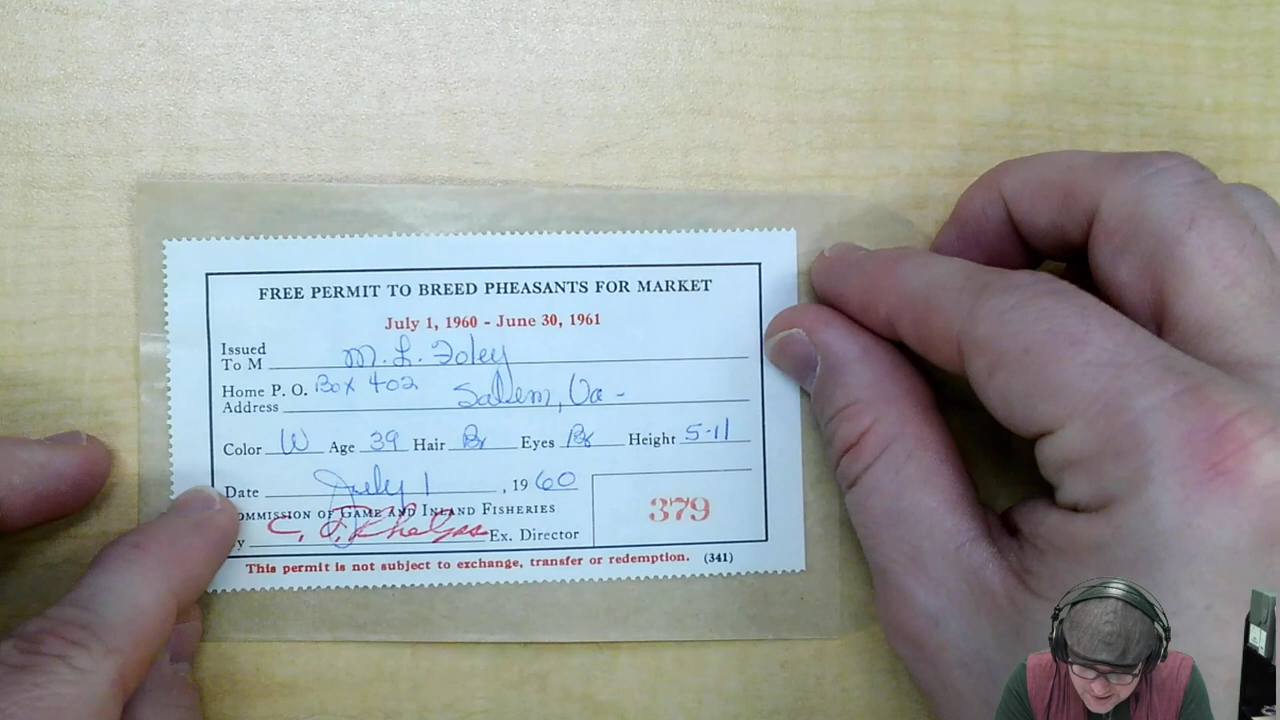 FREE PERMIT TO BREED PHEASANTS FOR MARKET
July 1, 1960 - June 30, 1961
Issued
To M M. L. Foley
Home P. O. Box 402 Salem, Va -
Address
Color W Age 39 Hair Br Eyes Br Height 5-11
Date July 1, 1960
OMMISSION OF GAME AND INLAND FISHERIES
y C. F. Phelps Ex. Director
379
This permit is not subject to exchange, transfer or redemption. (341)